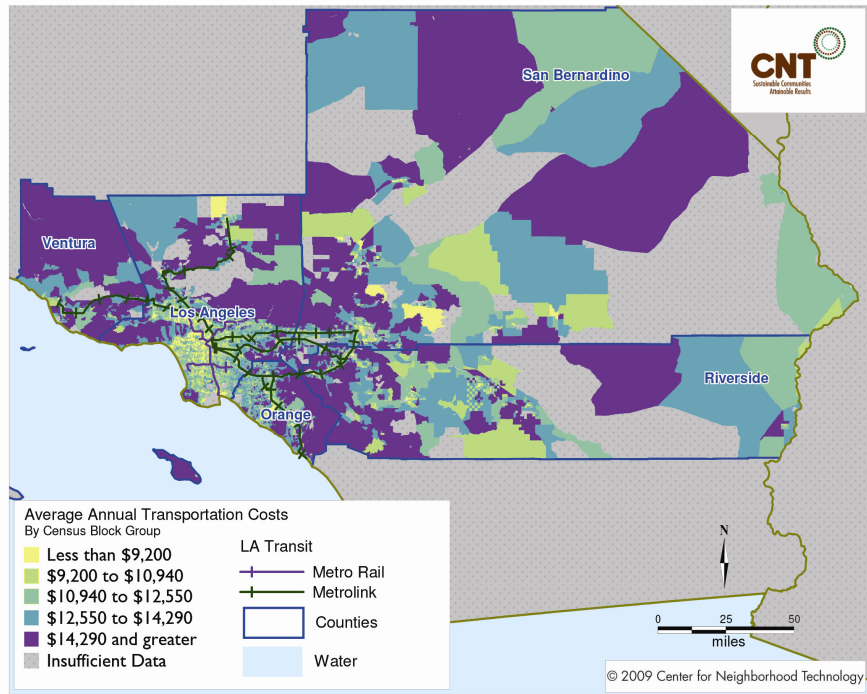 CNT
Sustainable Communities
Attainable Results
San Bernardino
Ventura
Los Angeles
Riverside
Orange
Average Annual Transportation Costs
By Census Block Group
Less than $9,200
$9,200 to $10,940
$10,940 to $12,550
$12,550 to $14,290
$14,290 and greater
Insufficient Data
LA Transit
Metro Rail
Metrolink
Counties
Water
N
0 25 50
miles
© 2009 Center for Neighborhood Technology